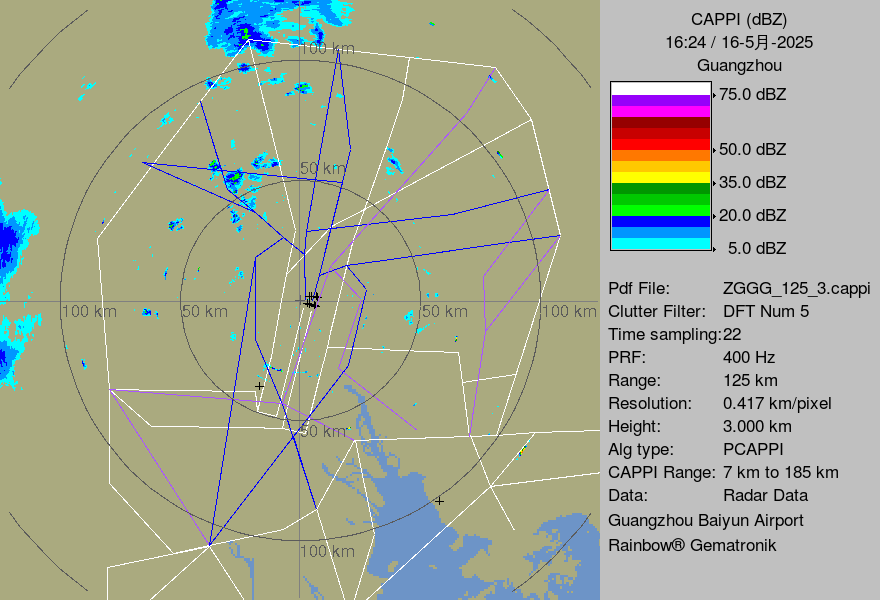 CAPPI (dBZ)
16:24 / 16-5月-2025
Guangzhou
75.0 dBZ
50.0 dBZ
35.0 dBZ
20.0 dBZ
5.0 dBZ
100 km
50 km
100 km
50 km
50 km
100 km
50 km
100 km
Pdf File: ZGGG_125_3.cappi
Clutter Filter: DFT Num 5
Time sampling:22
PRF: 400 Hz
Range: 125 km
Resolution: 0.417 km/pixel
Height: 3.000 km
Alg type: PCAPPI
CAPPI Range: 7 km to 185 km
Data: Radar Data
Guangzhou Baiyun Airport
Rainbow® Gematronik